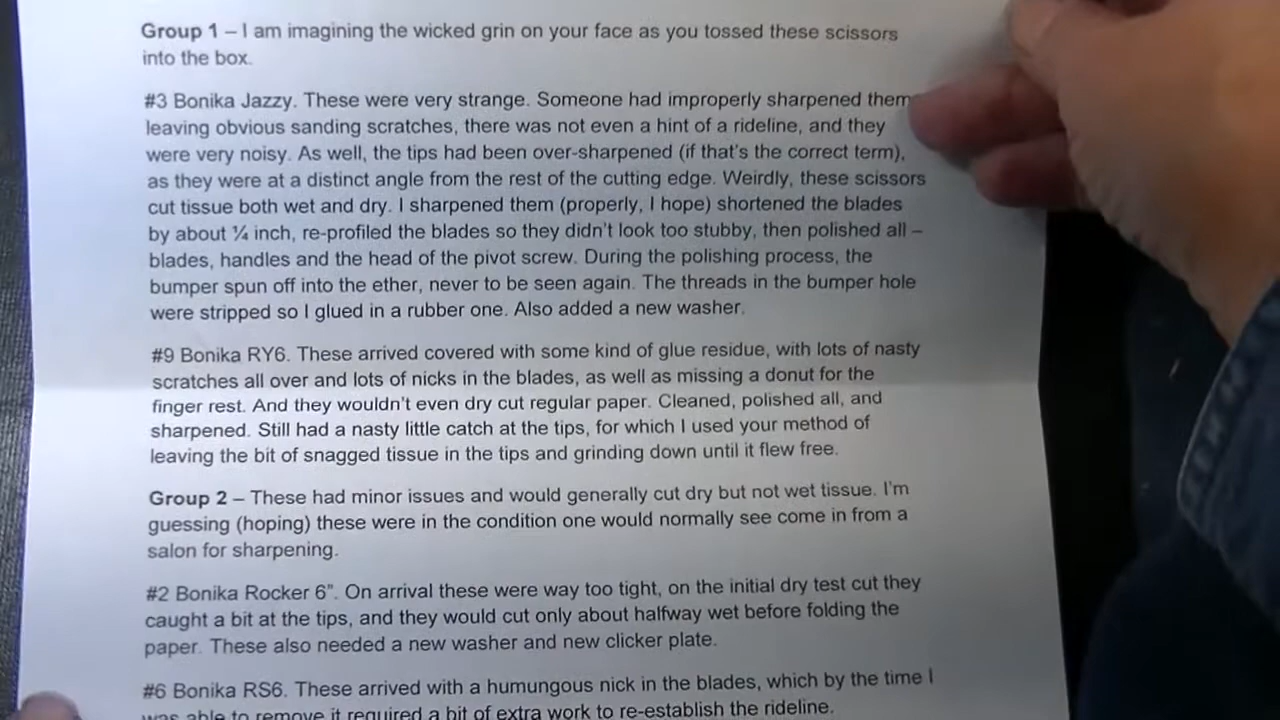 Group 1 – I am imagining the wicked grin on your face as you tossed these scissors
into the box.
#3 Bonika Jazzy. These were very strange. Someone had improperly sharpened them
leaving obvious sanding scratches, there was not even a hint of a rideline, and they
were very noisy. As well, the tips had been over-sharpened (if that's the correct term),
as they were at a distinct angle from the rest of the cutting edge. Weirdly, these scissors
cut tissue both wet and dry. I sharpened them (properly, I hope) shortened the blades
by about ¼ inch, re-profiled the blades so they didn't look too stubby, then polished all –
blades, handles and the head of the pivot screw. During the polishing process, the
bumper spun off into the ether, never to be seen again. The threads in the bumper hole
were stripped so I glued in a rubber one. Also added a new washer.
#9 Bonika RY6. These arrived covered with some kind of glue residue, with lots of nasty
scratches all over and lots of nicks in the blades, as well as missing a donut for the
finger rest. And they wouldn't even dry cut regular paper. Cleaned, polished all, and
sharpened. Still had a nasty little catch at the tips, for which I used your method of
leaving the bit of snagged tissue in the tips and grinding down until it flew free.
Group 2 – These had minor issues and would generally cut dry but not wet tissue. I'm
guessing (hoping) these were in the condition one would normally see come in from a
salon for sharpening.
#2 Bonika Rocker 6". On arrival these were way too tight, on the initial dry test cut they
caught a bit at the tips, and they would cut only about halfway wet before folding the
paper. These also needed a new washer and new clicker plate.
#6 Bonika RS6. These arrived with a humungous nick in the blades, which by the time I
was able to remove it required a bit of extra work to re-establish the rideline.